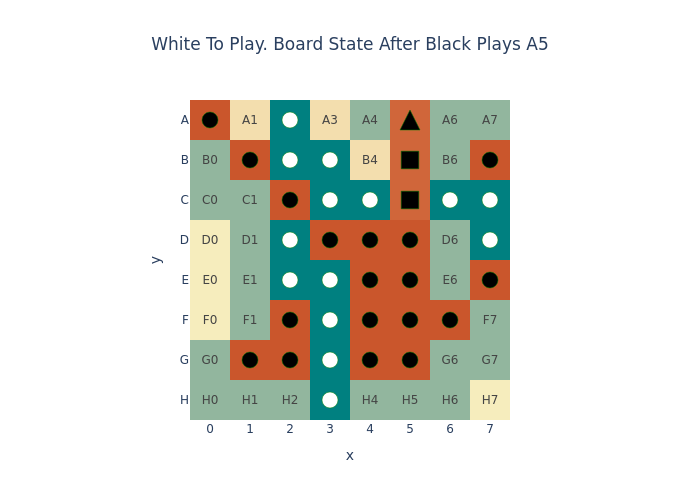 White To Play. Board State After Black Plays A5
A A1 A3 A4 A6 A7
B B0 B4 B6
C C0 C1
D D0 D1 D6
E E0 E1 E6
F F0 F1 F7
G G0 G6 G7
H H0 H1 H2 H4 H5 H6 H7
0 1 2 3 4 5 6 7
x
y